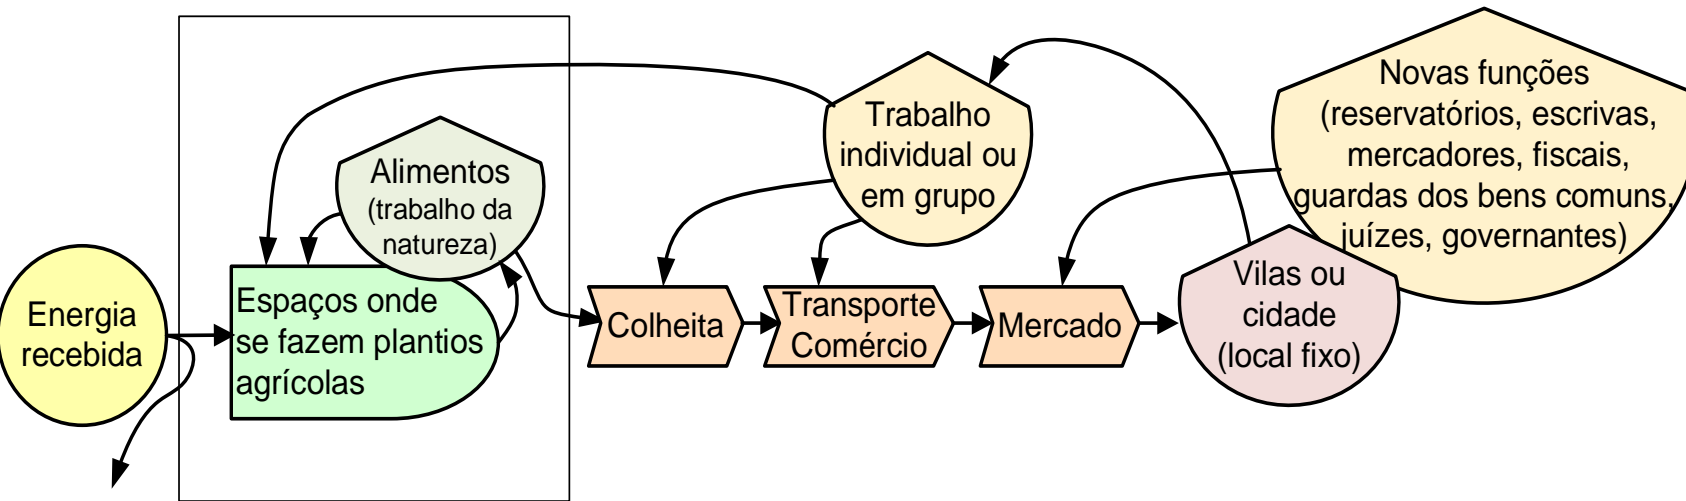 Energia
recebida
Espaços onde
se fazem plantios
agrícolas
Alimentos
(trabalho da
natureza)
Colheita
Transporte
Comércio
Mercado
Trabalho
individual ou
em grupo
Vilas ou
cidade
(local fixo)
Novas funções
(reservatórios, escrivas,
mercadores, fiscais,
guardas dos bens comuns,
juízes, governantes)